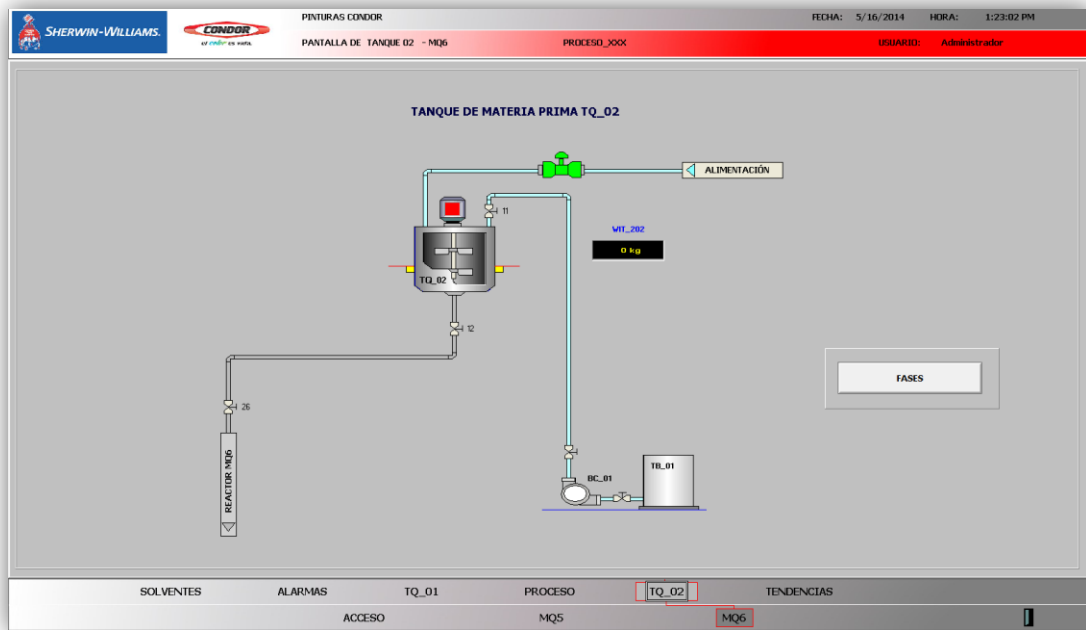 SHERWIN-WILLIAMS.
CONDOR
PINTURAS CONDOR
FECHA: 5/16/2014 HORA: 1:23:02 PM
PANTALLA DE TANQUE 02 - MQ6 PROCESO_XXX USUARIO: Administrador
TANQUE DE MATERIA PRIMA TQ_02
ALIMENTACIÓN
11
WIT_202
0 kg
TQ_02
12
FASES
26
REACTOR MQ6
TB_01
BC_01
SOLVENTES ALARMAS TQ_01 PROCESO TQ_02 TENDENCIAS
ACCESO MQ5 MQ6